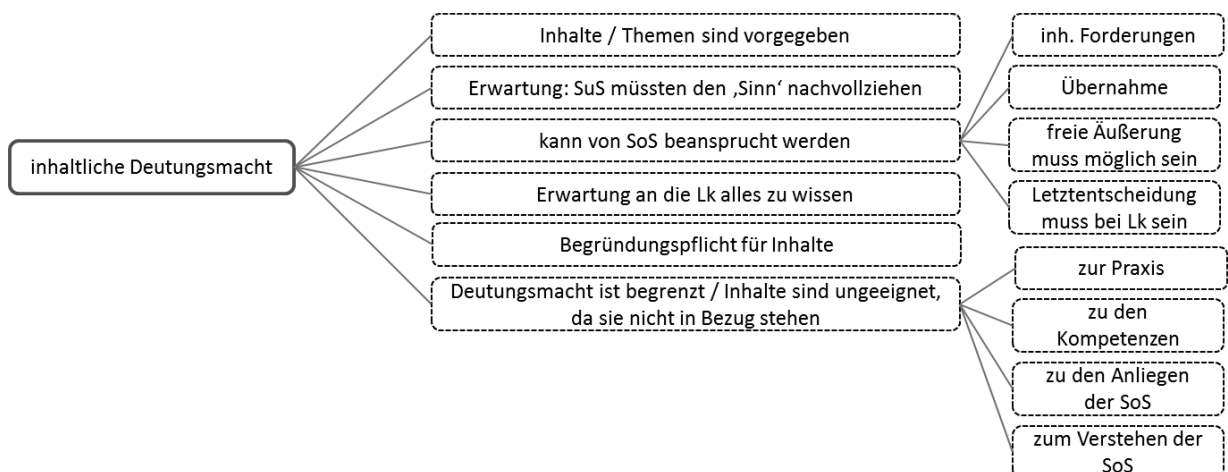 inhaltliche Deutungsmacht
Inhalte / Themen sind vorgegeben
Erwartung: SuS müssten den ‚Sinn‘ nachvollziehen
kann von SoS beansprucht werden
Erwartung an die Lk alles zu wissen
Begründungspflicht für Inhalte
Deutungsmacht ist begrenzt / Inhalte sind ungeeignet,
da sie nicht in Bezug stehen
inh. Forderungen
Übernahme
freie Äußerung
muss möglich sein
Letztentscheidung
muss bei Lk sein
zur Praxis
zu den
Kompetenzen
zu den Anliegen
der SoS
zum Verstehen der
SoS